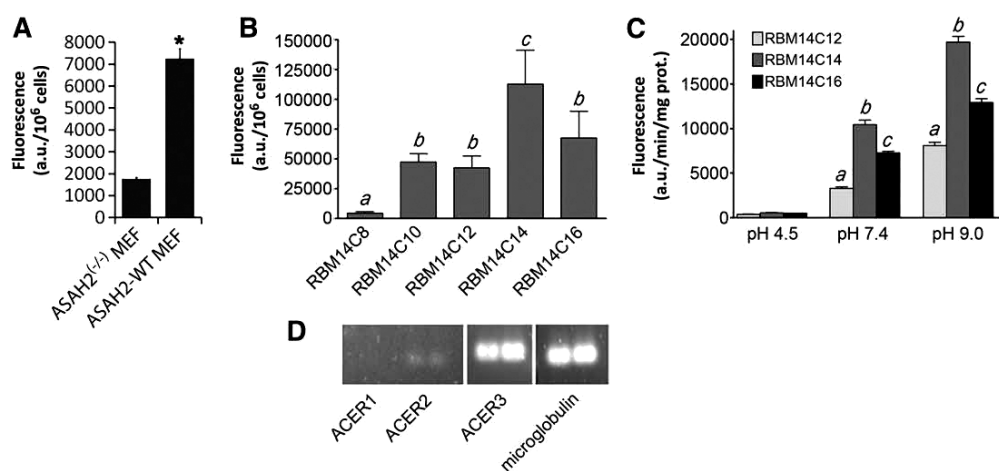 A
Fluorescence
(a.u./10⁶ cells)
8000
7000
6000
5000
4000
3000
2000
1000
0
*
ASAH2(-/-) MEF
ASAH2-WT MEF
B
Fluorescence
(a.u./10⁶ cells)
150000
125000
100000
75000
50000
25000
0
a
b
b
c
b
RBM14C8
RBM14C10
RBM14C12
RBM14C14
RBM14C16
C
Fluorescence
(a.u./min/mg prot.)
20000
15000
10000
5000
0
RBM14C12
RBM14C14
RBM14C16
a
b
c
a
b
c
pH 4.5
pH 7.4
pH 9.0
D
ACER1
ACER2
ACER3
microglobulin